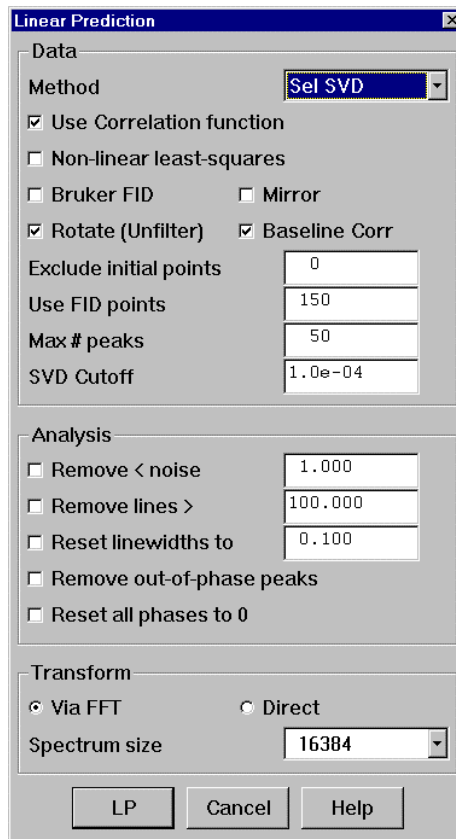 Linear Prediction
Data
Method Sel SVD
Use Correlation function
Non-linear least-squares
Bruker FID Mirror
Rotate (Unfilter) Baseline Corr
Exclude initial points 0
Use FID points 150
Max # peaks 50
SVD Cutoff 1.0e-04
Analysis
Remove < noise 1.000
Remove lines > 100.000
Reset linewidths to 0.100
Remove out-of-phase peaks
Reset all phases to 0
Transform
Via FFT Direct
Spectrum size 16384
LP Cancel Help